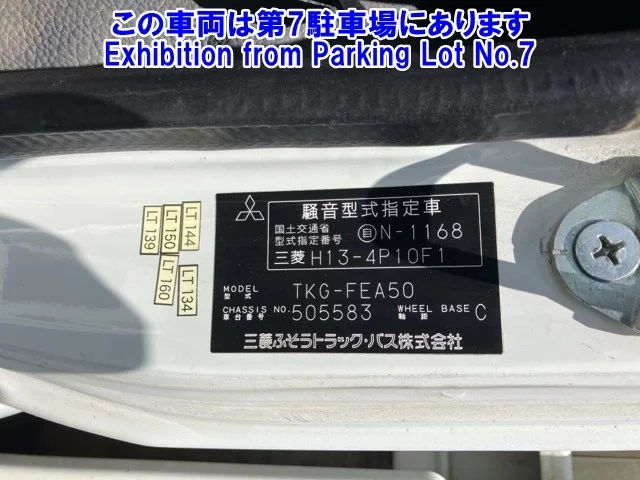 この車両は第7駐車場にあります
Exhibition from Parking Lot No.7
騒音型式指定車
国土交通省
型式指定番号 自N-1168
三菱 H13-4P10F1
MODEL
型式 TKG-FEA50
CHASSIS NO.
車台番号 505583 WHEEL BASE
軸距 C
三菱ふそうトラック・バス株式会社
LT 144
LT 150
LT 139
LT 134
LT 160